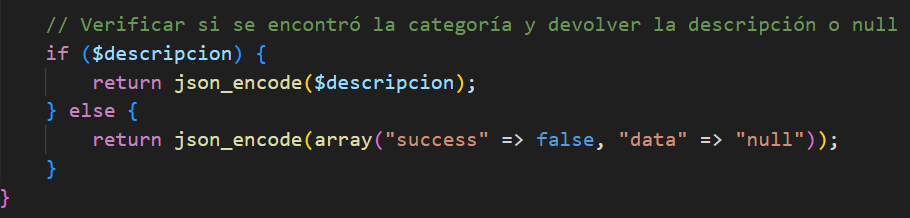 // Verificar si se encontró la categoría y devolver la descripción o null
if ($descripcion) {
return json_encode($descripcion);
} else {
return json_encode(array("success" => false, "data" => "null"));
}
}